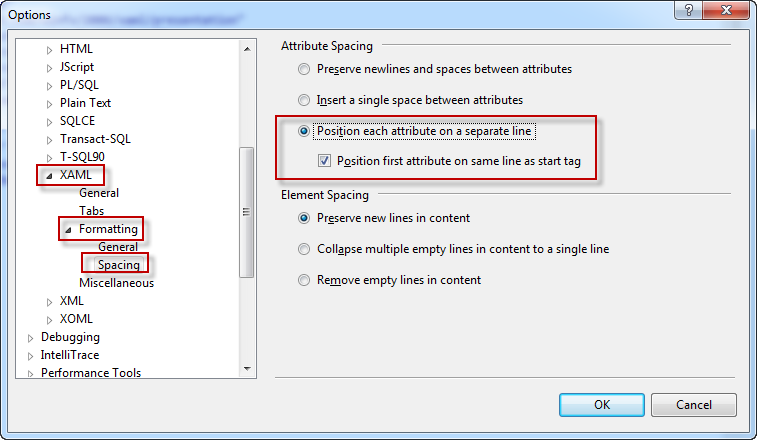 Options
HTML
JScript
PL/SQL
Plain Text
SQLCE
Transact-SQL
T-SQL90
XAML
General
Tabs
Formatting
General
Spacing
Miscellaneous
XML
XOML
Debugging
IntelliTrace
Performance Tools
Attribute Spacing
Preserve newlines and spaces between attributes
Insert a single space between attributes
Position each attribute on a separate line
Position first attribute on same line as start tag
Element Spacing
Preserve new lines in content
Collapse multiple empty lines in content to a single line
Remove empty lines in content
OK
Cancel